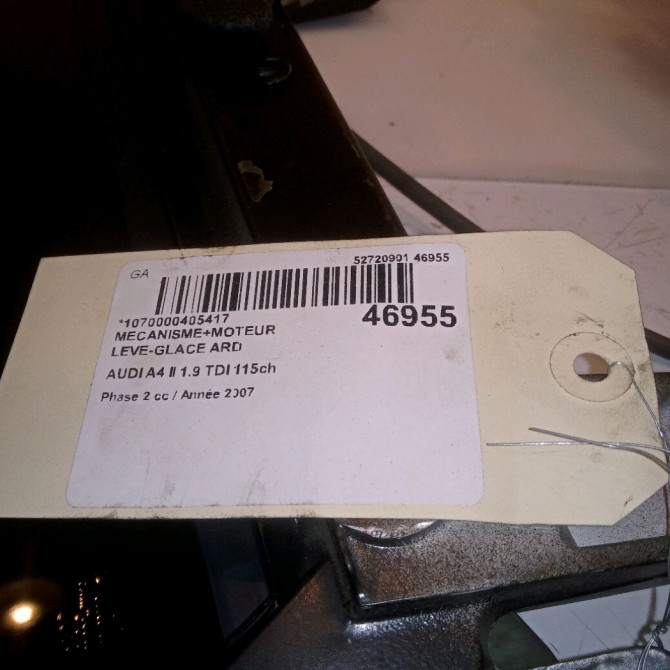 GA
52720901 46955
*1070000405417
46955
MECANISME+MOTEUR
LEVE-GLACE ARD
AUDI A4 II 1.9 TDI 115ch
Phase 2 cc / Année 2007